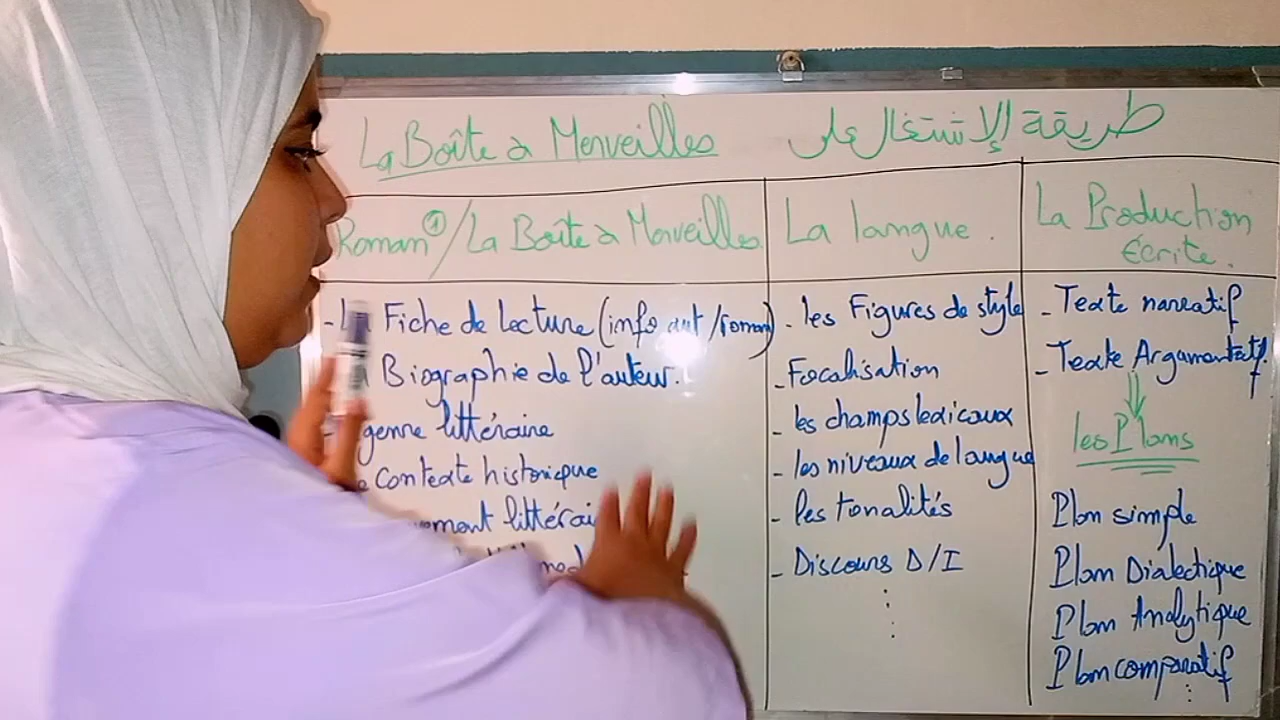 La Boîte à Merveilles
طريقة الإشتغال على
Roman ① / La Boîte à Merveilles
- Fiche de Lecture (info aut /roman)
Biographie de l'auteur.
- genre littéraire
contexte historique
littérai
La langue.
- les Figures de style
- Focalisation
- les champs lexicaux
- les niveaux de langue
- les tonalités
- Discours D/I
La Production
Écrite.
- Texte narratif
- Texte Argumentatif.
les Plans
Plan simple
Plan Dialectique
Plan Analytique
Plan comparatif